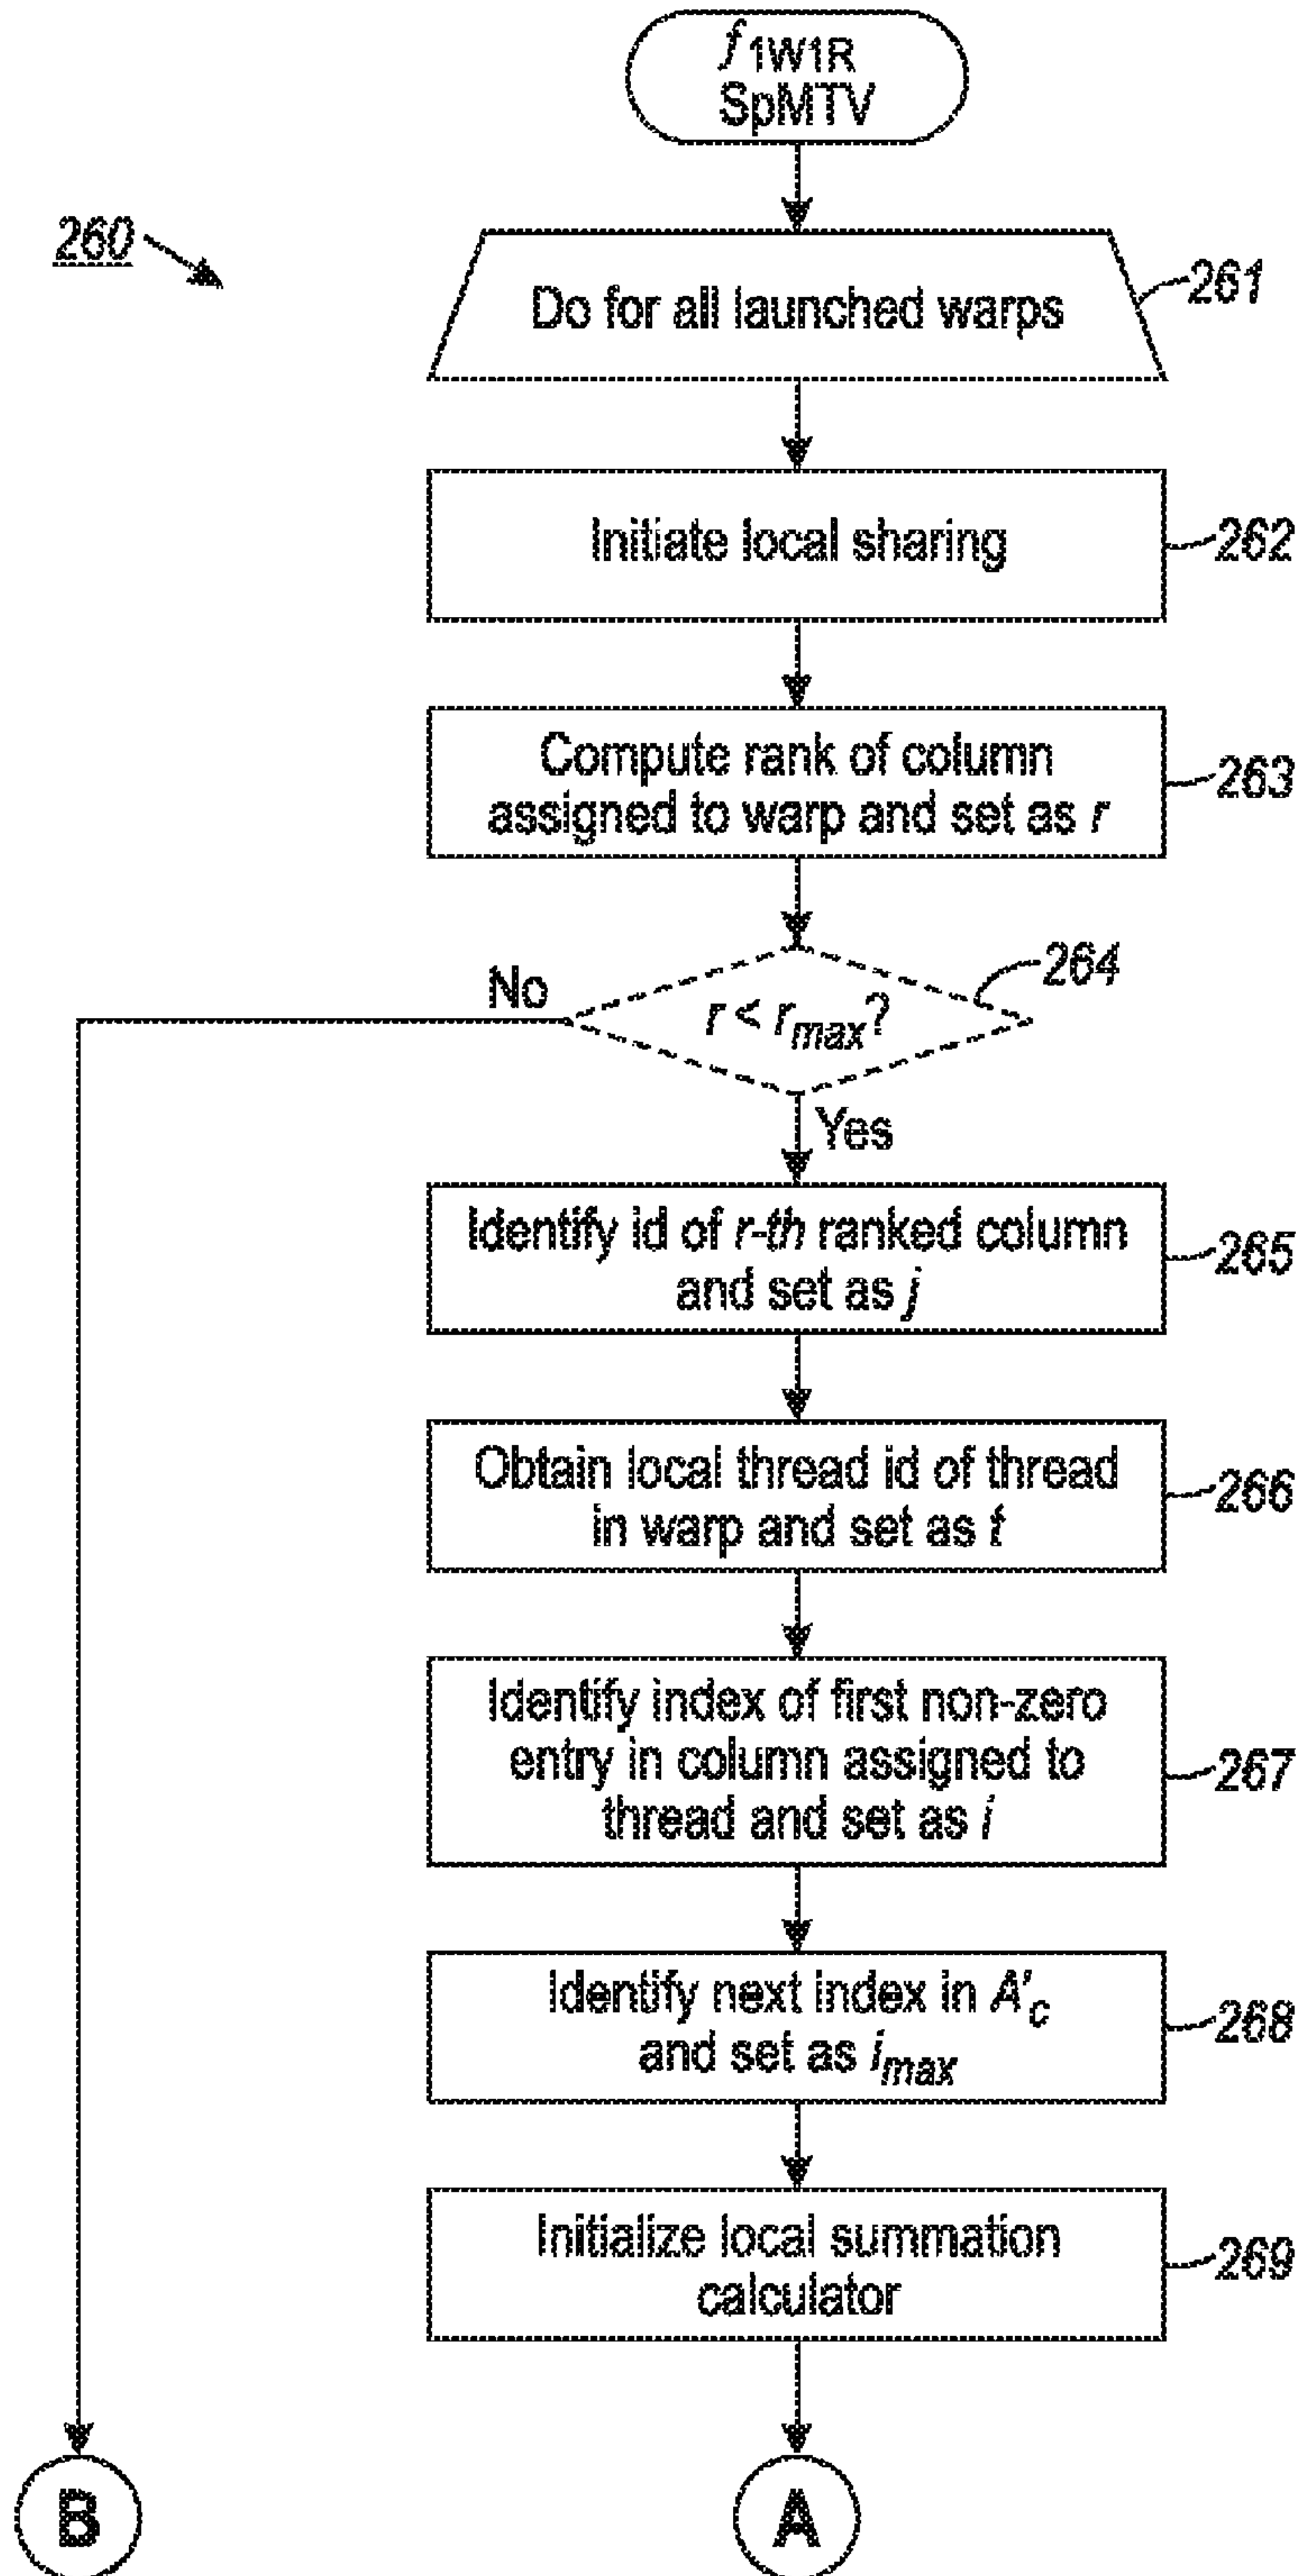 f1W1R
SpMTV
260
Do for all launched warps
261
Initiate local sharing
262
Compute rank of column
assigned to warp and set as r
263
264
No
r < rmax?
Yes
Identify id of r-th ranked column
and set as j
265
Obtain local thread id of thread
in warp and set as t
266
Identify index of first non-zero
entry in column assigned to
thread and set as i
267
Identify next index in A'c
and set as imax
268
Initialize local summation
calculator
269
B
A